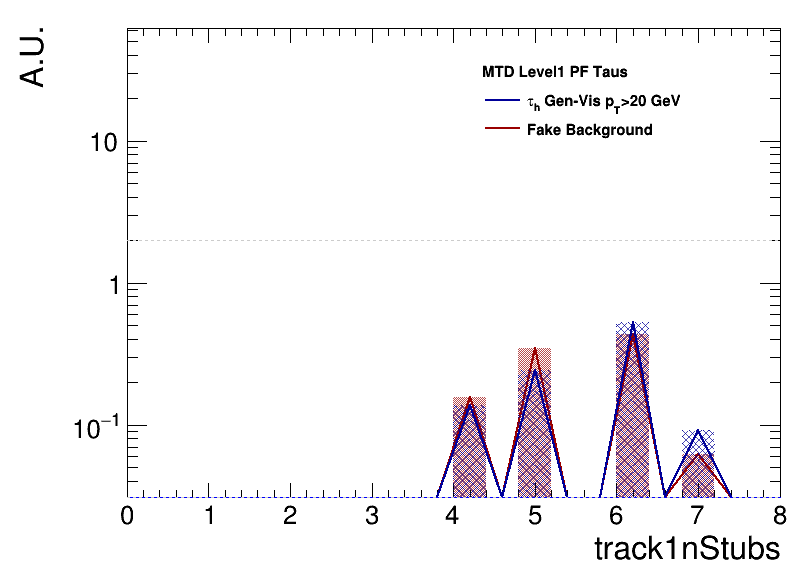 A.U.
MTD Level1 PF Taus
τh Gen-Vis pT>20 GeV
Fake Background
10
1
10−1
0 1 2 3 4 5 6 7 8
track1nStubs